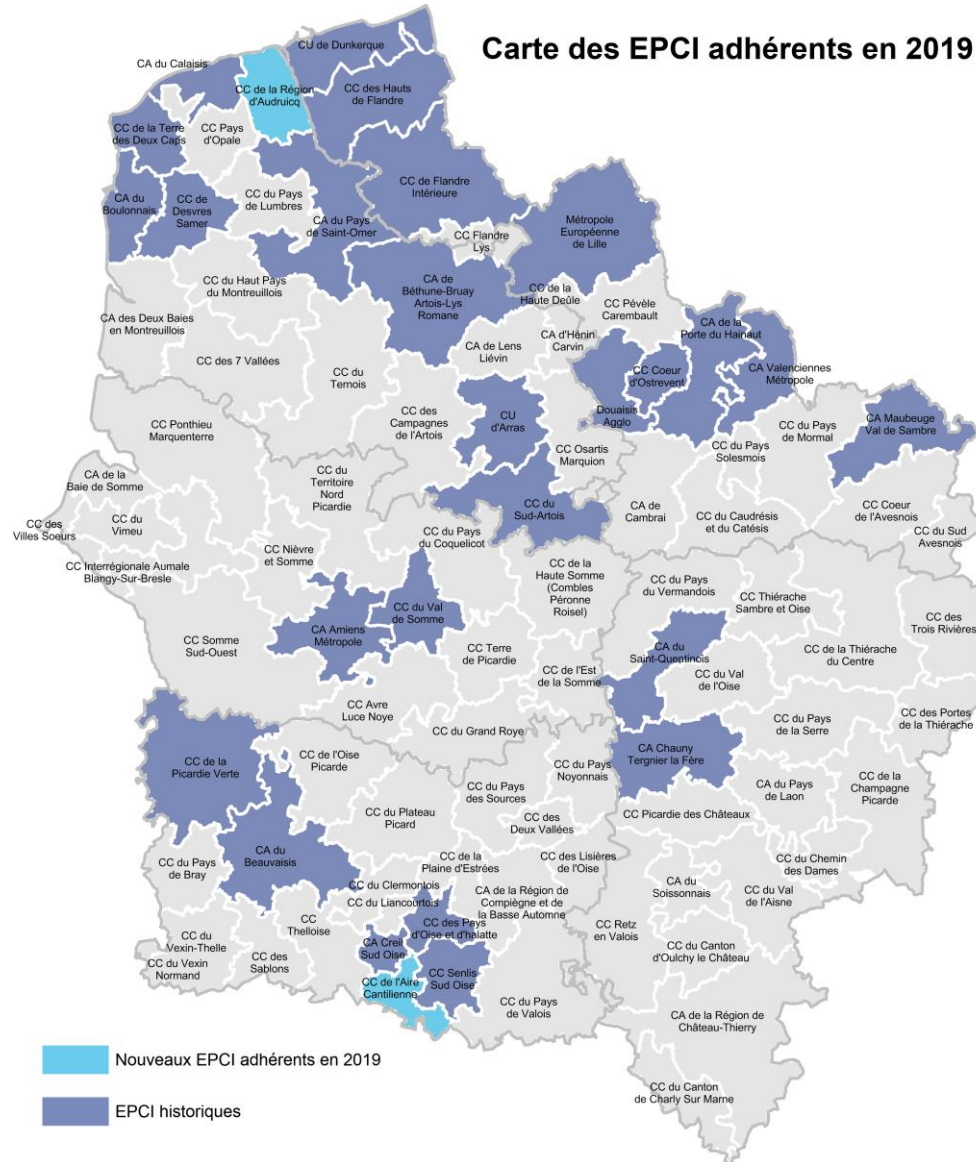 Carte des EPCI adhérents en 2019
CU de Dunkerque
CA du Calaisis
CC de la Région
d'Audruicq
CC des Hauts
de Flandre
CC de la Terre
des Deux Caps
CC Pays
d'Opale
CC de Flandre
Intérieure
CA du
Boulonnais
CC de
Desvres
Samer
CC du Pays
de Lumbres
CA du Pays
de Saint-Omer
CC Flandre
Lys
Métropole
Européenne
de Lille
CC du Haut Pays
du Montreuillois
CA de
Béthune-Bruay
Artois-Lys
Romane
CC de la
Haute Deûle
CC Pévèle
Carembault
CA des Deux Baies
en Montreuillois
CA de Lens
Liévin
CA d'Hénin
Carvin
CA de la
Porte du Hainaut
CC des 7 Vallées
CC du
Ternois
CC Coeur
d'Ostrevent
CA Valenciennes
Métropole
CC Ponthieu
Marquenterre
CC des
Campagnes
de l'Artois
CU
d'Arras
Douaisis
Agglo
CC du Pays
de Mormal
CA Maubeuge
Val de Sambre
CC Osartis
Marquion
CC du Pays
Solesmois
CA de la
Baie de Somme
CC du
Territoire
Nord
Picardie
CC du
Sud-Artois
CA de
Cambrai
CC du Caudrésis
et du Catésis
CC Coeur
de l'Avesnois
CC des
Villes Soeurs
CC du
Vimeu
CC du Pays
du Coquelicot
CC du Sud
Avesnois
CC Interrégionale Aumale
Blangy-Sur-Bresle
CC Nièvre
et Somme
CC de la
Haute Somme
(Combles
Péronne
Roisel)
CC du Pays
du Vermandois
CC Thiérache
Sambre et Oise
CC du Val
de Somme
CC des
Trois Rivières
CC Somme
Sud-Ouest
CA Amiens
Métropole
CC Terre
de Picardie
CA du
Saint-Quentinois
CC de la Thiérache
du Centre
CC de l'Est
de la Somme
CC du Val
de l'Oise
CC Avre
Luce Noye
CC du Grand Roye
CC du Pays
de la Serre
CC des Portes
de la Thiérache
CC de la
Picardie Verte
CC de l'Oise
Picarde
CC du Pays
Noyonnais
CA Chauny
Tergnier la Fère
CC du Pays
des Sources
CA du Pays
de Laon
CC de la
Champagne
Picarde
CC du Plateau
Picard
CC des
Deux Vallées
CC Picardie des Châteaux
CA du
Beauvaisis
CC du Pays
de Bray
CC de la
Plaine d'Estrées
CC des Lisières
de l'Oise
CC du Chemin
des Dames
CC du Clermontois
CC du Liancourtois
CA de la Région de
Compiègne et de
la Basse Automne
CA du
Soissonnais
CC du Val
de l'Aisne
CC du
Vexin-Thelle
CC
Thelloise
CC des Pays
d'Oise et d'halatte
CC Retz
en Valois
CA Creil
Sud Oise
CC du Vexin
Normand
CC des
Sablons
CC de l'Aire
Cantilienne
CC Senlis
Sud Oise
CC du Canton
d'Oulchy le Château
CC du Pays
de Valois
CA de la Région de
Château-Thierry
CC du Canton
de Charly Sur Marne
Nouveaux EPCI adhérents en 2019
EPCI historiques